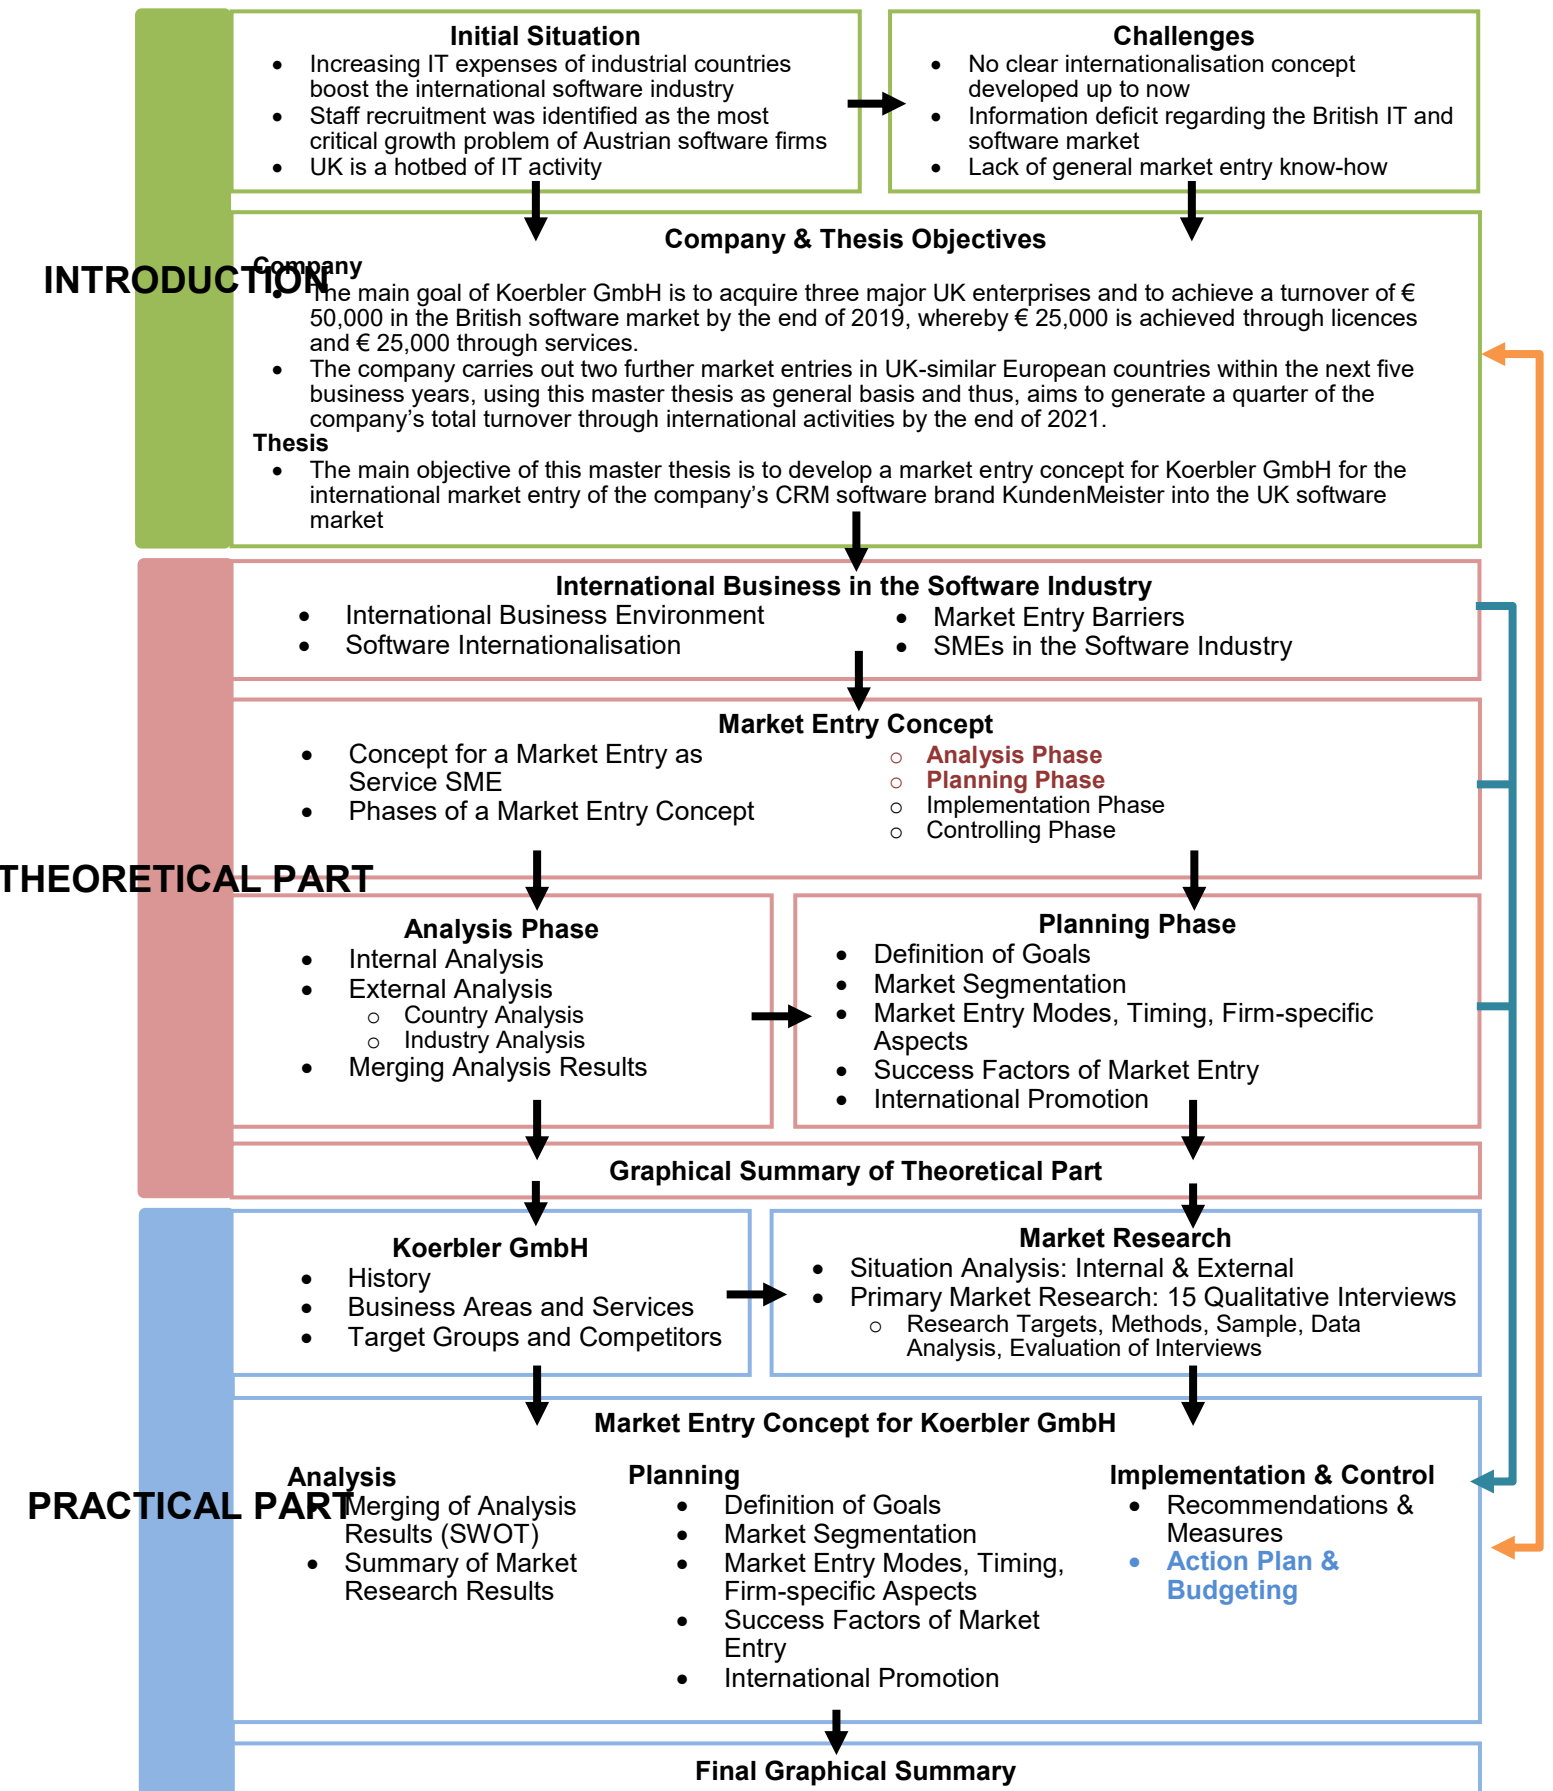 Initial Situation
• Increasing IT expenses of industrial countries
boost the international software industry
• Staff recruitment was identified as the most
critical growth problem of Austrian software firms
• UK is a hotbed of IT activity
Challenges
• No clear internationalisation concept
developed up to now
• Information deficit regarding the British IT and
software market
• Lack of general market entry know-how
INTRODUCTION
Company & Thesis Objectives
Company
• The main goal of Koerbler GmbH is to acquire three major UK enterprises and to achieve a turnover of €
50,000 in the British software market by the end of 2019, whereby € 25,000 is achieved through licences
and € 25,000 through services.
• The company carries out two further market entries in UK-similar European countries within the next five
business years, using this master thesis as general basis and thus, aims to generate a quarter of the
company's total turnover through international activities by the end of 2021.
Thesis
• The main objective of this master thesis is to develop a market entry concept for Koerbler GmbH for the
international market entry of the company's CRM software brand KundenMeister into the UK software
market
THEORETICAL PART
International Business in the Software Industry
• International Business Environment
• Software Internationalisation
• Market Entry Barriers
• SMEs in the Software Industry
Market Entry Concept
• Concept for a Market Entry as
Service SME
• Phases of a Market Entry Concept
○ Analysis Phase
○ Planning Phase
○ Implementation Phase
○ Controlling Phase
Analysis Phase
• Internal Analysis
• External Analysis
○ Country Analysis
○ Industry Analysis
• Merging Analysis Results
Planning Phase
• Definition of Goals
• Market Segmentation
• Market Entry Modes, Timing, Firm-specific
Aspects
• Success Factors of Market Entry
• International Promotion
Graphical Summary of Theoretical Part
PRACTICAL PART
Koerbler GmbH
• History
• Business Areas and Services
• Target Groups and Competitors
Market Research
• Situation Analysis: Internal & External
• Primary Market Research: 15 Qualitative Interviews
○ Research Targets, Methods, Sample, Data
Analysis, Evaluation of Interviews
Market Entry Concept for Koerbler GmbH
Analysis
• Merging of Analysis
Results (SWOT)
• Summary of Market
Research Results
Planning
• Definition of Goals
• Market Segmentation
• Market Entry Modes, Timing,
Firm-specific Aspects
• Success Factors of Market
Entry
• International Promotion
Implementation & Control
• Recommendations &
Measures
• Action Plan &
Budgeting
Final Graphical Summary